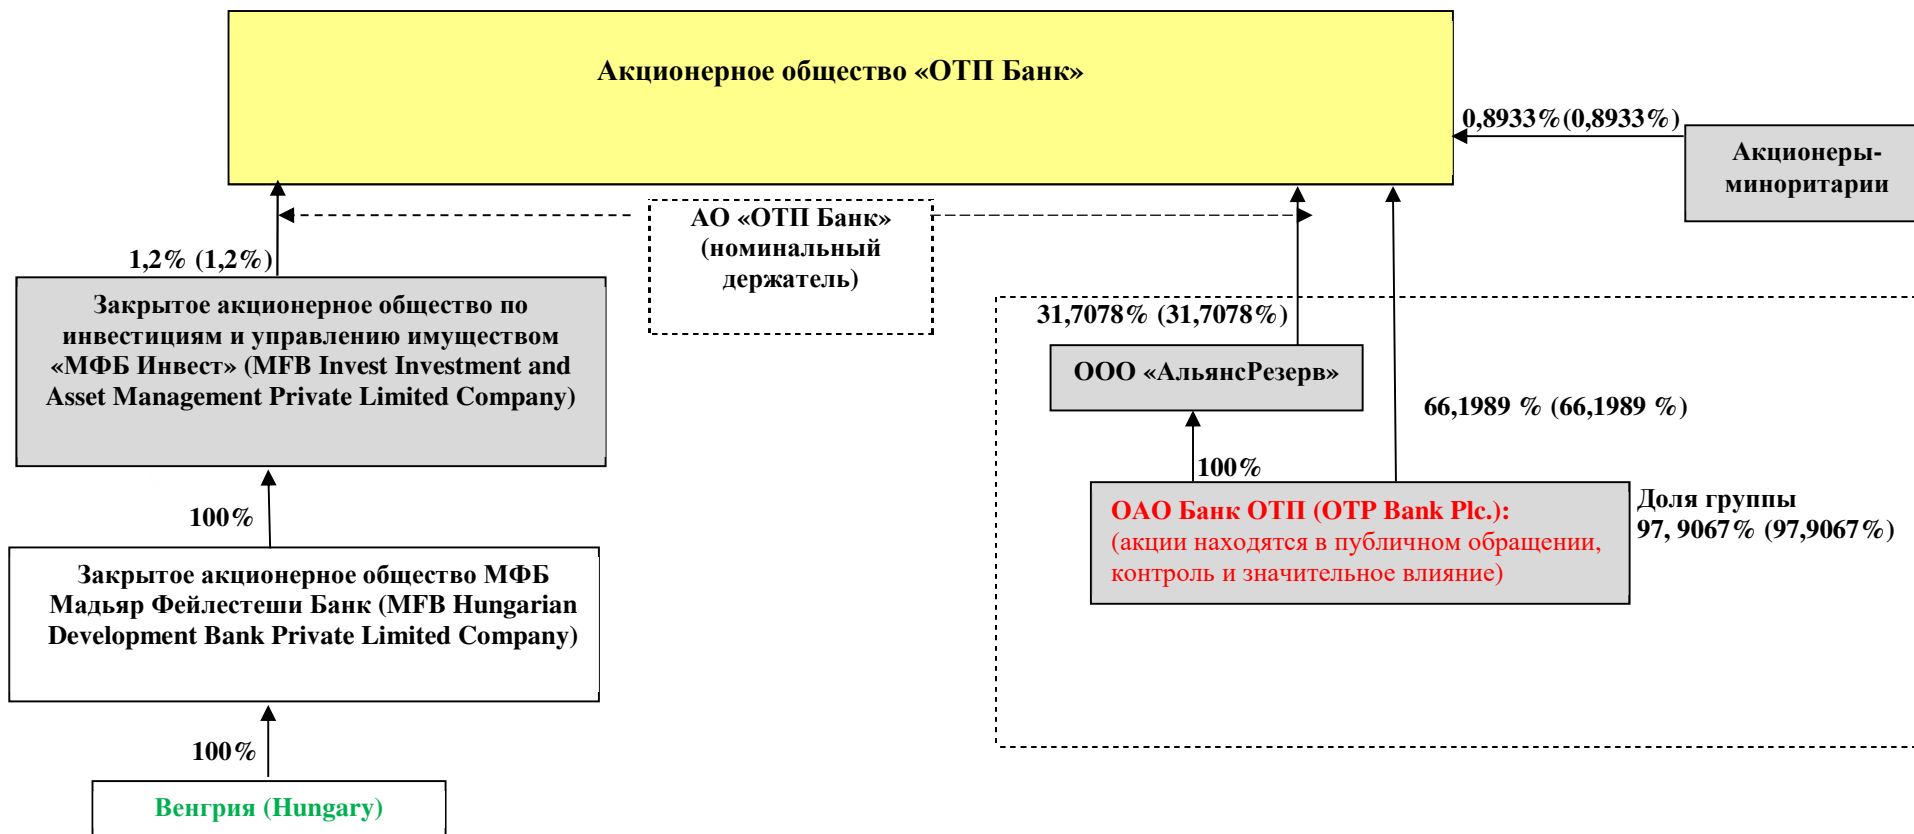 Акционерное общество «ОТП Банк»
0,8933%(0,8933%)
Акционеры-
миноритарии
АО «ОТП Банк»
(номинальный
держатель)
1,2% (1,2%)
Закрытое акционерное общество по
инвестициям и управлению имуществом
«МФБ Инвест» (MFB Invest Investment and
Asset Management Private Limited Company)
31,7078% (31,7078%)
ООО «АльянсРезерв»
66,1989 % (66,1989 %)
100%
ОАО Банк ОТП (OTP Bank Plc.):
(акции находятся в публичном обращении,
контроль и значительное влияние)
Доля группы
97, 9067% (97,9067%)
100%
Закрытое акционерное общество МФБ
Мадьяр Фейлестеши Банк (MFB Hungarian
Development Bank Private Limited Company)
100%
Венгрия (Hungary)